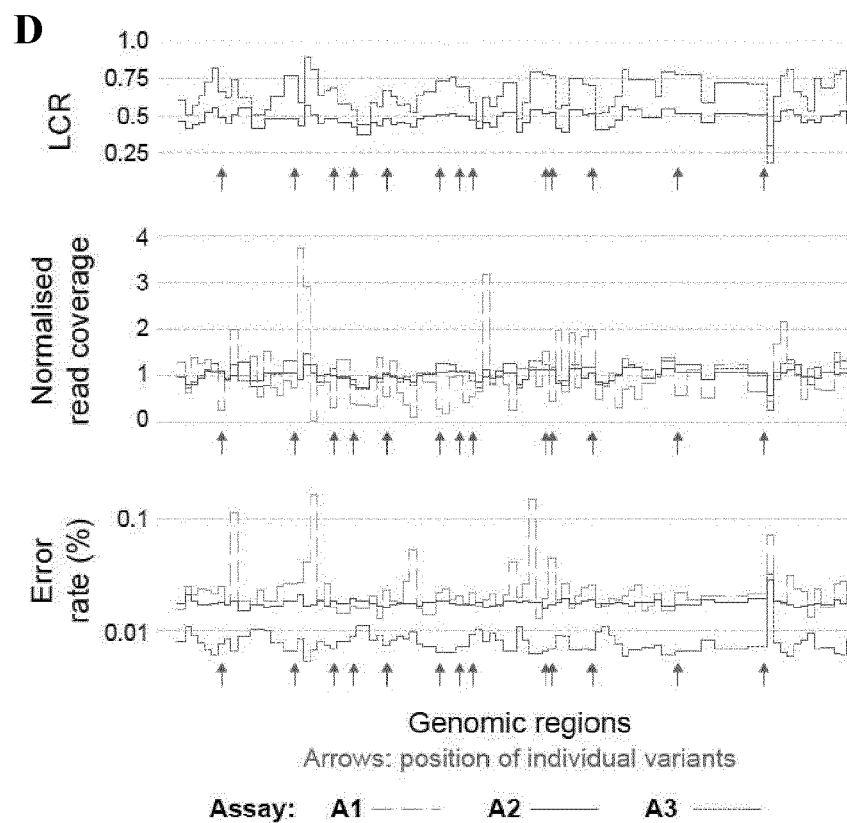 D
1.0
0.75
0.5
0.25
LCR
4
3
2
1
0
Normalised
read coverage
0.1
0.01
Error
rate (%)
Genomic regions
Arrows: position of individual variants
Assay: A1 A2 A3